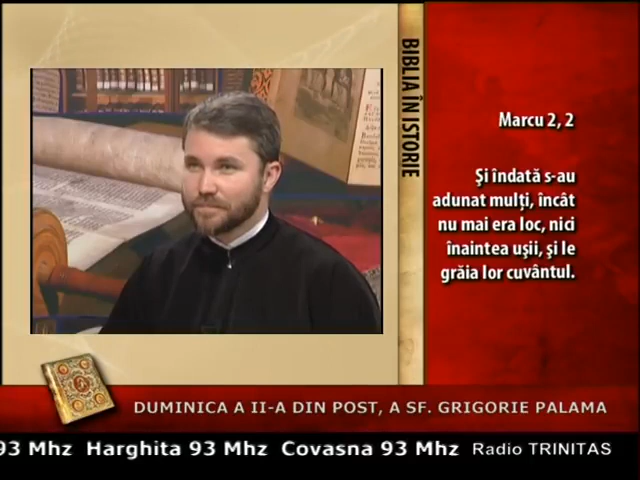 BIBLIA ÎN ISTORIE
Marcu 2, 2
Şi îndată s-au
adunat mulţi, încât
nu mai era loc, nici
înaintea uşii, şi le
grăia lor cuvântul.
DUMINICA A II-A DIN POST, A SF. GRIGORIE PALAMA
93 Mhz Harghita 93 Mhz Covasna 93 Mhz Radio TRINITAS